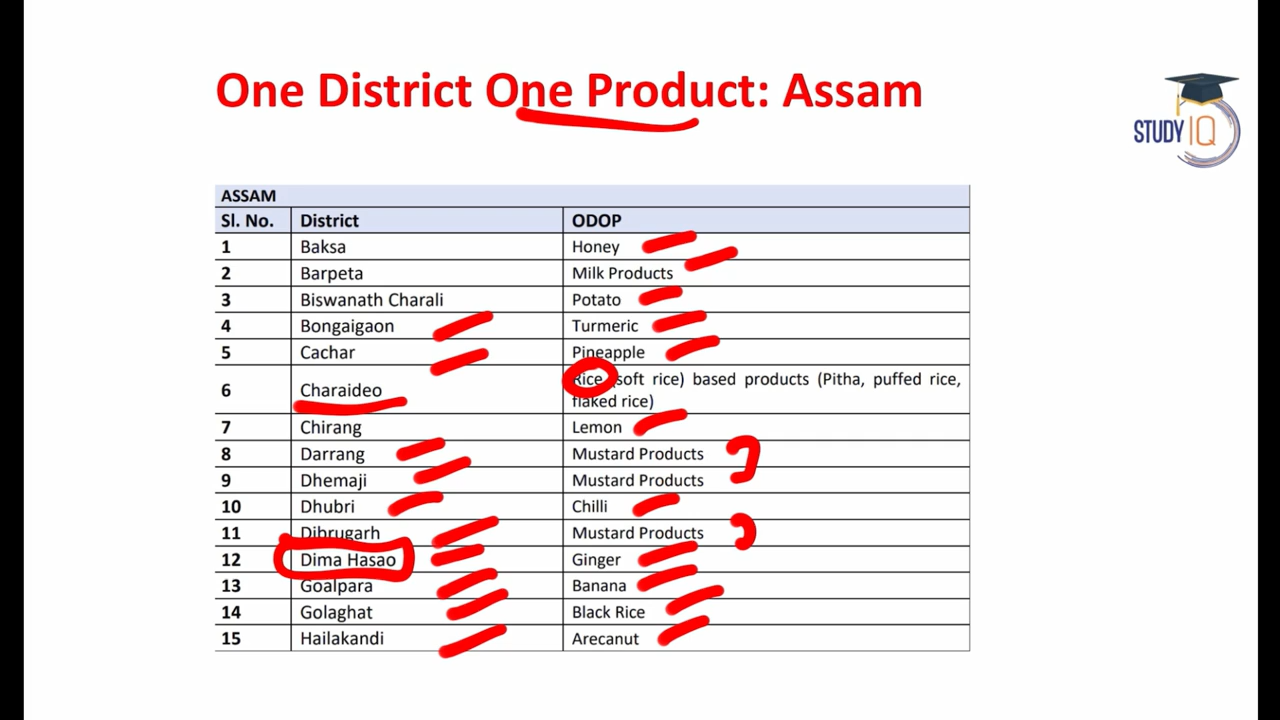 One District One Product: Assam
STUDY IQ
ASSAM
Sl. No. District ODOP
1 Baksa Honey
2 Barpeta Milk Products
3 Biswanath Charali Potato
4 Bongaigaon Turmeric
5 Cachar Pineapple
6 Charaideo Rice (soft rice) based products (Pitha, puffed rice,
flaked rice)
7 Chirang Lemon
8 Darrang Mustard Products
9 Dhemaji Mustard Products
10 Dhubri Chilli
11 Dibrugarh Mustard Products
12 Dima Hasao Ginger
13 Goalpara Banana
14 Golaghat Black Rice
15 Hailakandi Arecanut